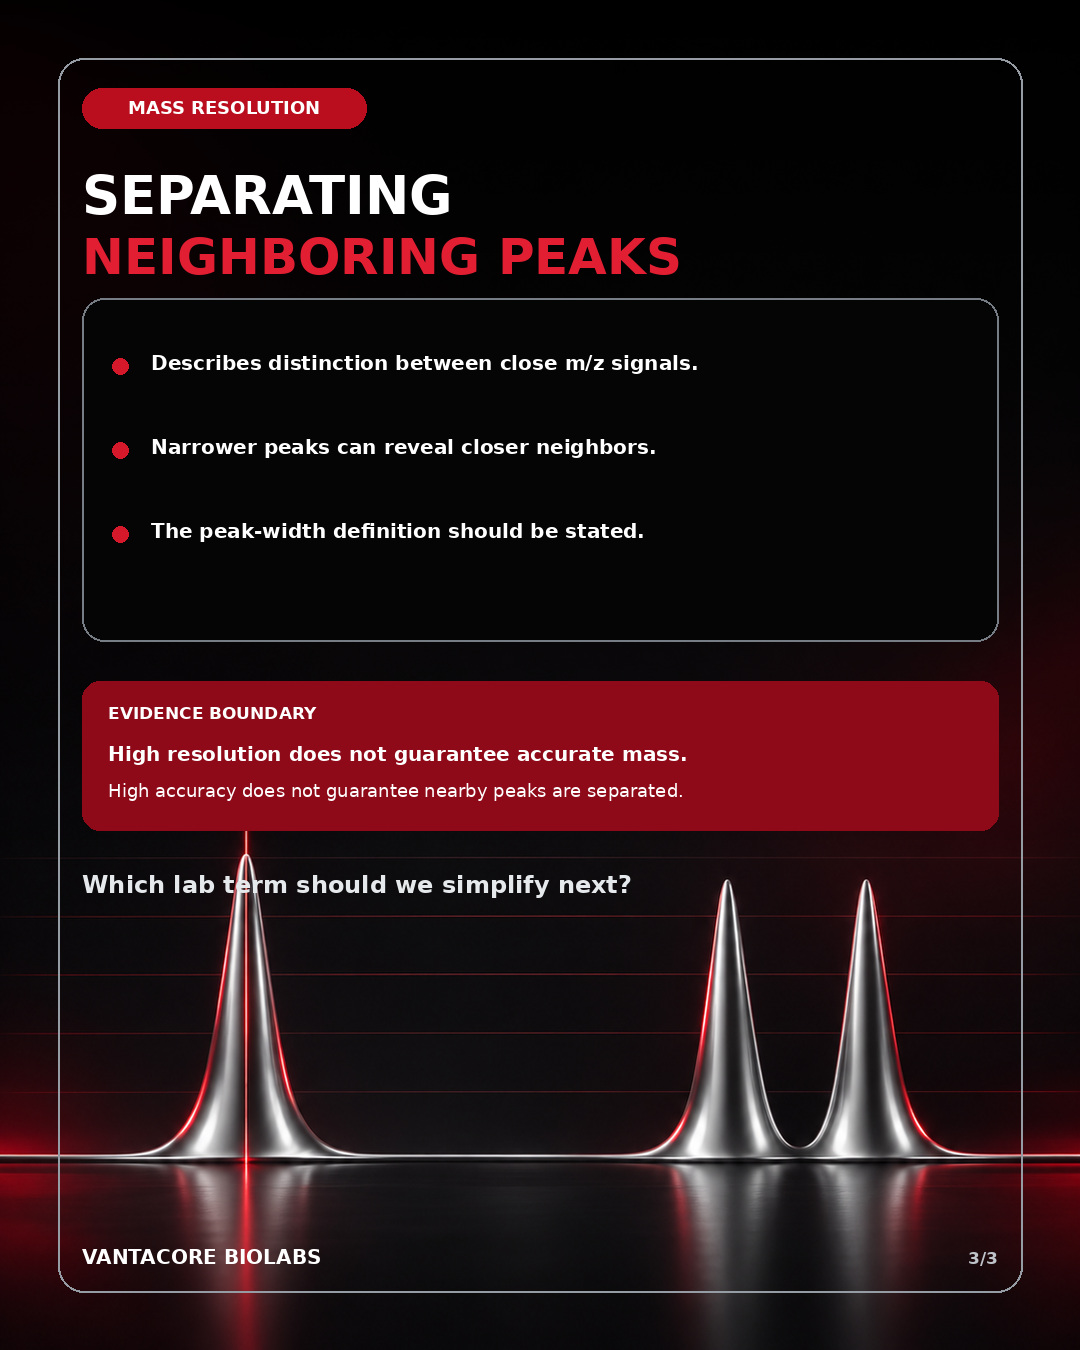 MASS RESOLUTION
SEPARATING
NEIGHBORING PEAKS
Describes distinction between close m/z signals.
Narrower peaks can reveal closer neighbors.
The peak-width definition should be stated.
EVIDENCE BOUNDARY
High resolution does not guarantee accurate mass.
High accuracy does not guarantee nearby peaks are separated.
Which lab term should we simplify next?
VANTACORE BIOLABS
3/3